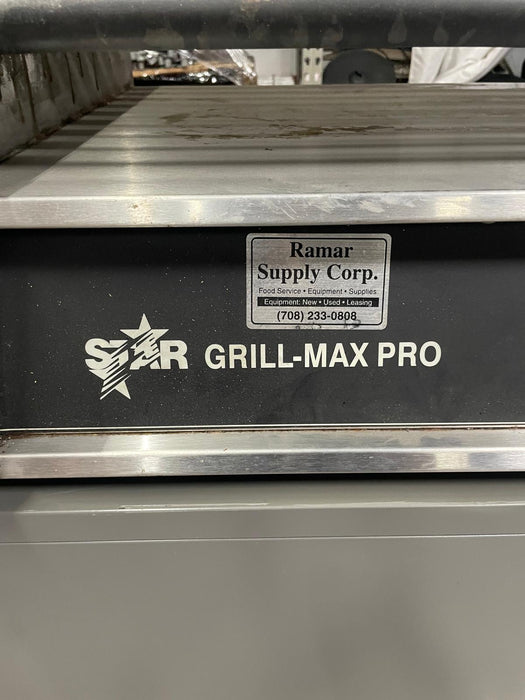 Ramar
Supply Corp.
Food Service • Equipment • Supplies
Equipment: New • Used • Leasing
(708) 233-0808
STAR GRILL-MAX PRO